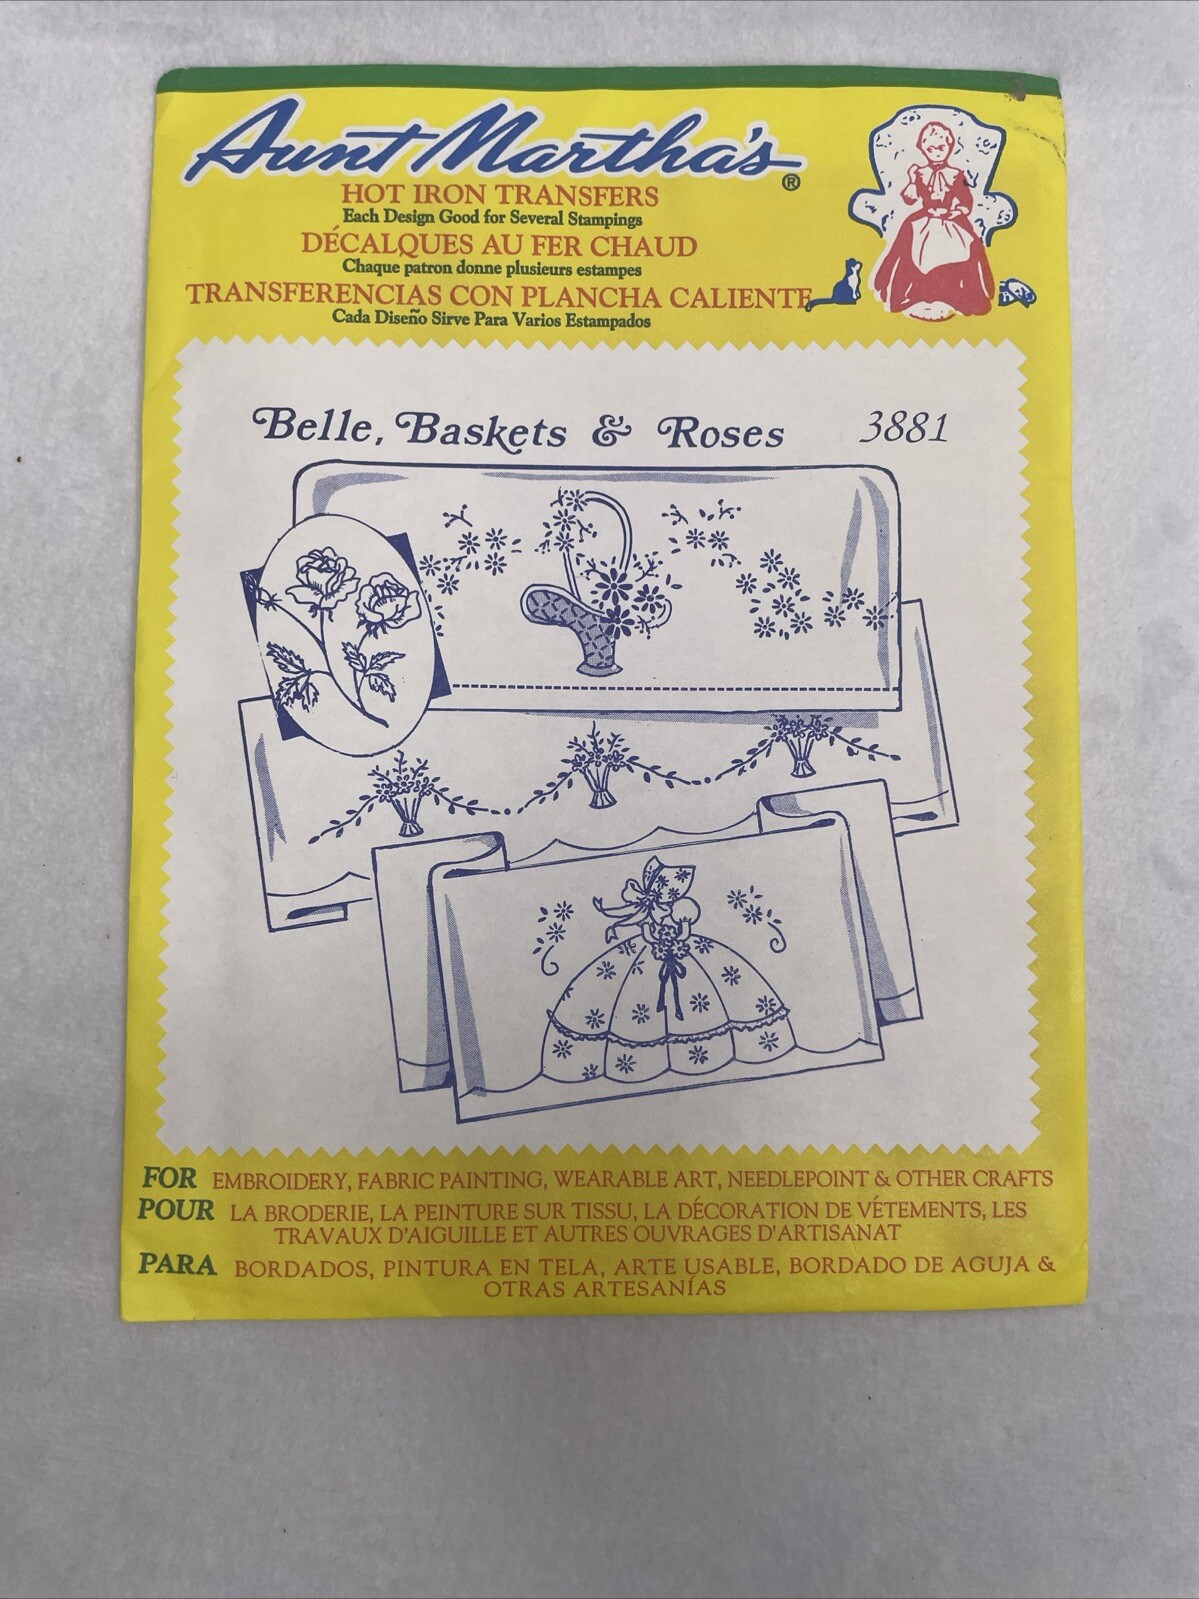 Aunt Martha's®
HOT IRON TRANSFERS
Each Design Good for Several Stampings
DÉCALQUES AU FER CHAUD
Chaque patron donne plusieurs estampes
TRANSFERENCIAS CON PLANCHA CALIENTE
Cada Diseño Sirve Para Varios Estampados
Belle, Baskets & Roses 3881
FOR EMBROIDERY, FABRIC PAINTING, WEARABLE ART, NEEDLEPOINT & OTHER CRAFTS
POUR LA BRODERIE, LA PEINTURE SUR TISSU, LA DÉCORATION DE VÉTEMENTS, LES
TRAVAUX D'AIGUILLE ET AUTRES OUVRAGES D'ARTISANAT
PARA BORDADOS, PINTURA EN TELA, ARTE USABLE, BORDADO DE AGUJA &
OTRAS ARTESANÍAS